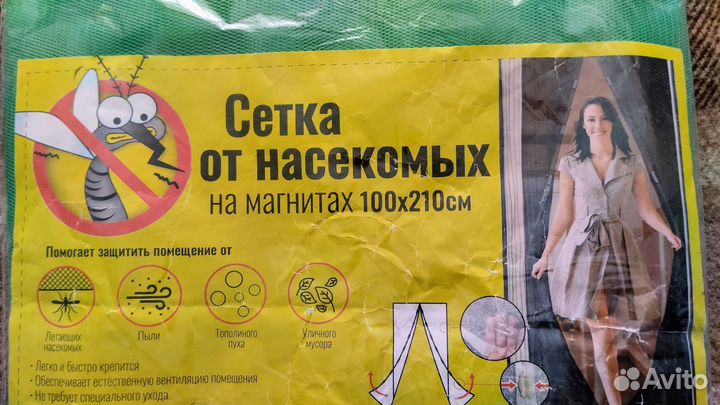 Сетка
от насекомых
на магнитах 100х210см
Помогает защитить помещение от
Летающих
насекомых
Пыли
Тополиного
пуха
Уличного
мусора
· Легко и быстро крепится
· Обеспечивает естественную вентиляцию помещения
· Не требует специального ухода
Avito